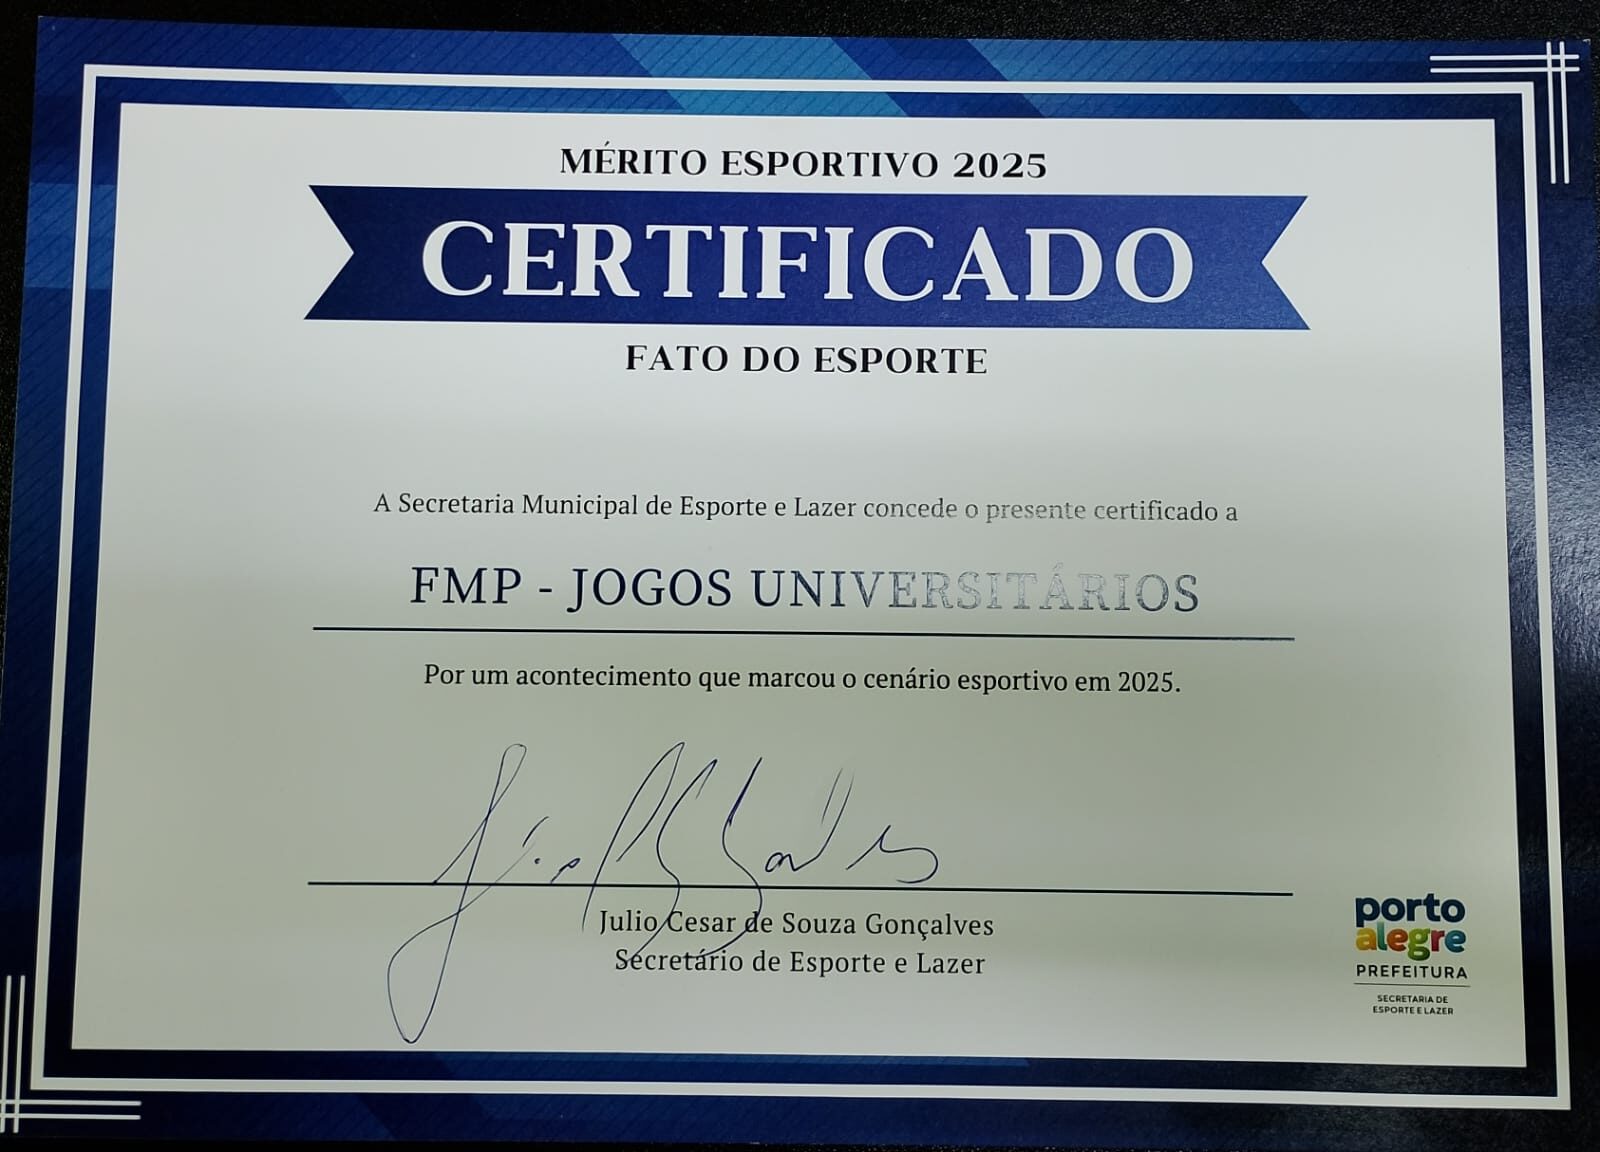 MÉRITO ESPORTIVO 2025
CERTIFICADO
FATO DO ESPORTE
A Secretaria Municipal de Esporte e Lazer concede o presente certificado a
FMP - JOGOS UNIVERSITÁRIOS
Por um acontecimento que marcou o cenário esportivo em 2025.
Julio Cesar de Souza Gonçalves
Secretário de Esporte e Lazer
porto
alegre
PREFEITURA
SECRETARIA DE
ESPORTE E LAZER